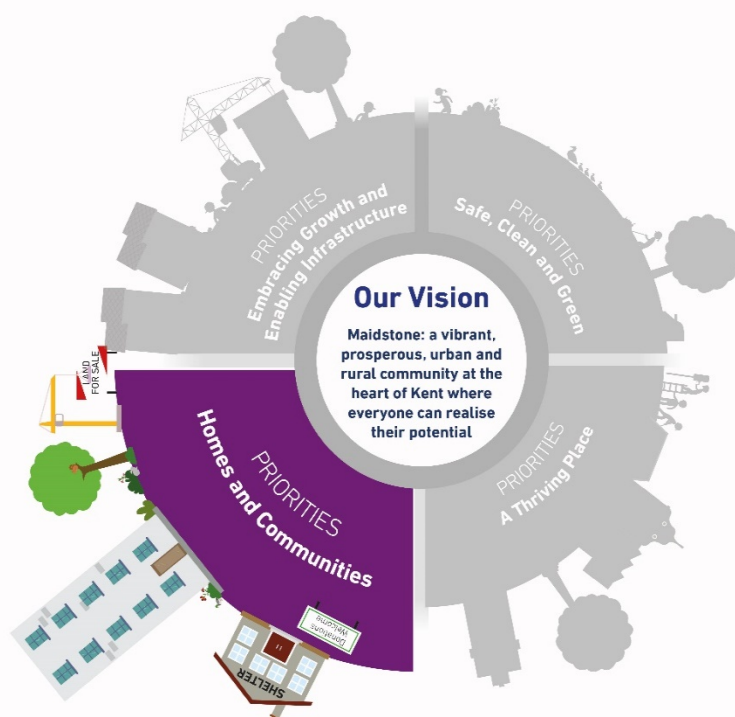 PRIORITIES
Embracing Growth and
Enabling Infrastructure
PRIORITIES
Safe, Clean and Green
Our Vision
Maidstone: a vibrant,
prosperous, urban and
rural community at the
heart of Kent where
everyone can realise
their potential
LAND
FOR SALE
PRIORITIES
Homes and Communities
PRIORITIES
A Thriving Place
Donations
Welcome
SHELTER